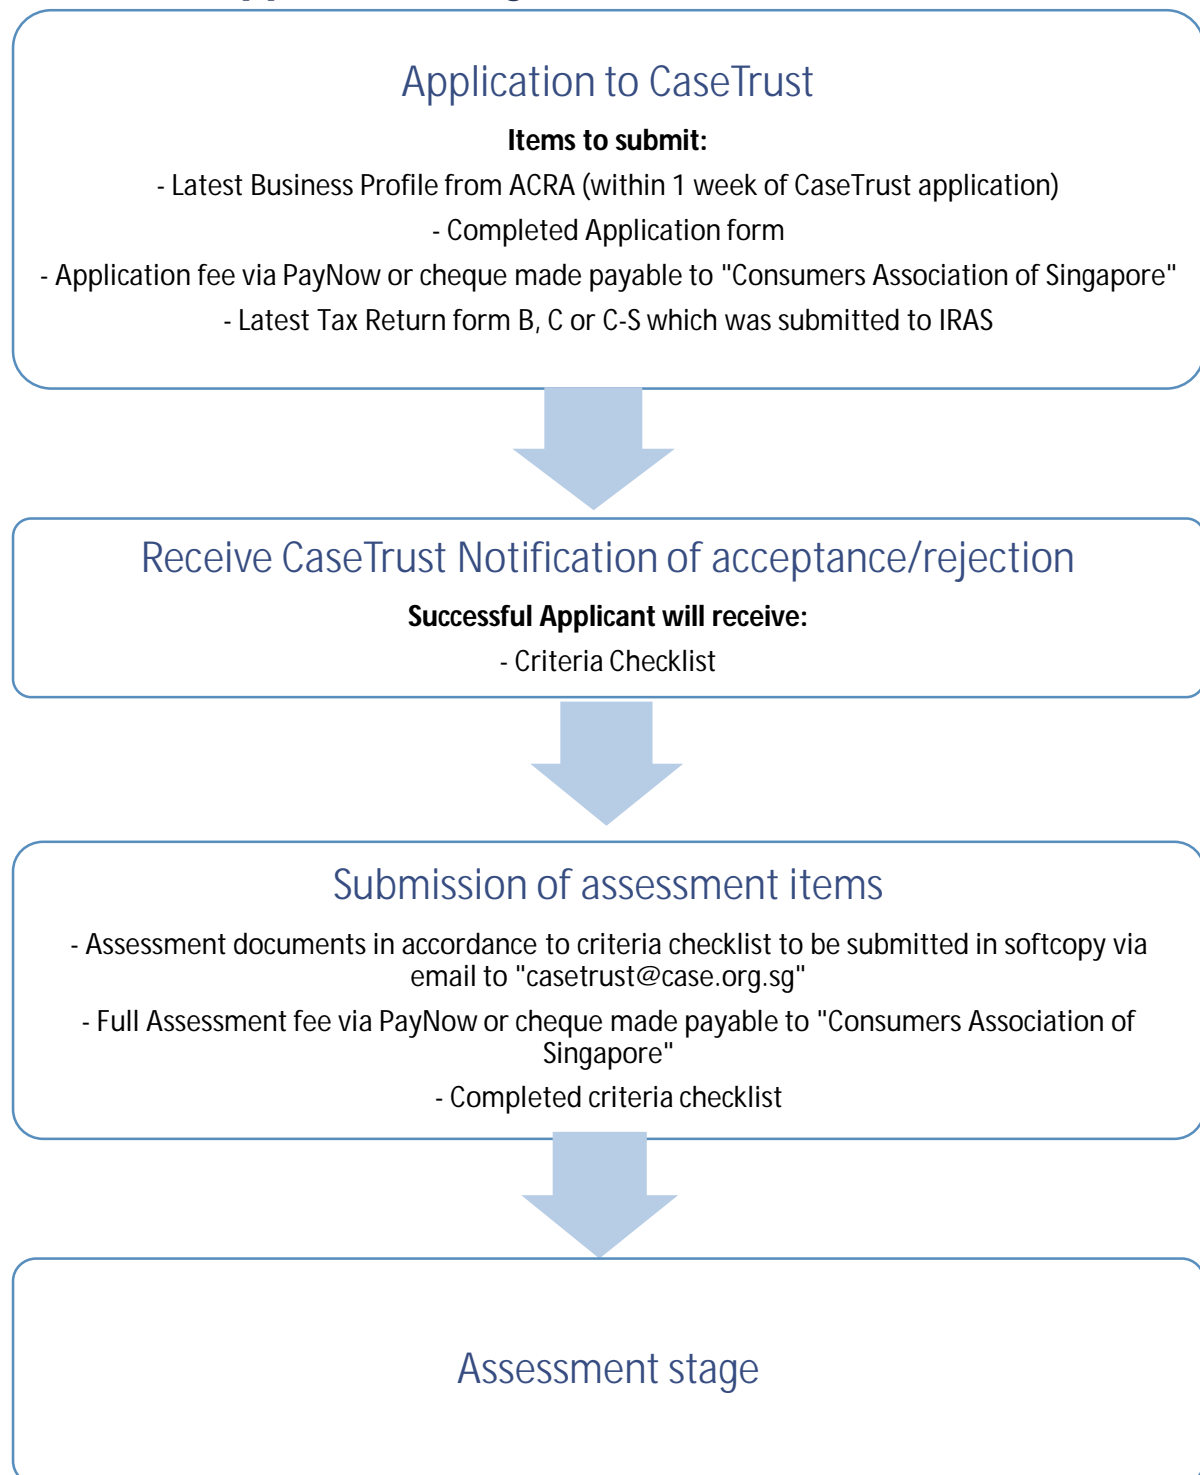 Application to CaseTrust
Items to submit:
- Latest Business Profile from ACRA (within 1 week of CaseTrust application)
- Completed Application form
- Application fee via PayNow or cheque made payable to "Consumers Association of Singapore"
- Latest Tax Return form B, C or C-S which was submitted to IRAS
Receive CaseTrust Notification of acceptance/rejection
Successful Applicant will receive:
- Criteria Checklist
Submission of assessment items
- Assessment documents in accordance to criteria checklist to be submitted in softcopy via
email to "casetrust@case.org.sg"
- Full Assessment fee via PayNow or cheque made payable to "Consumers Association of
Singapore"
- Completed criteria checklist
Assessment stage